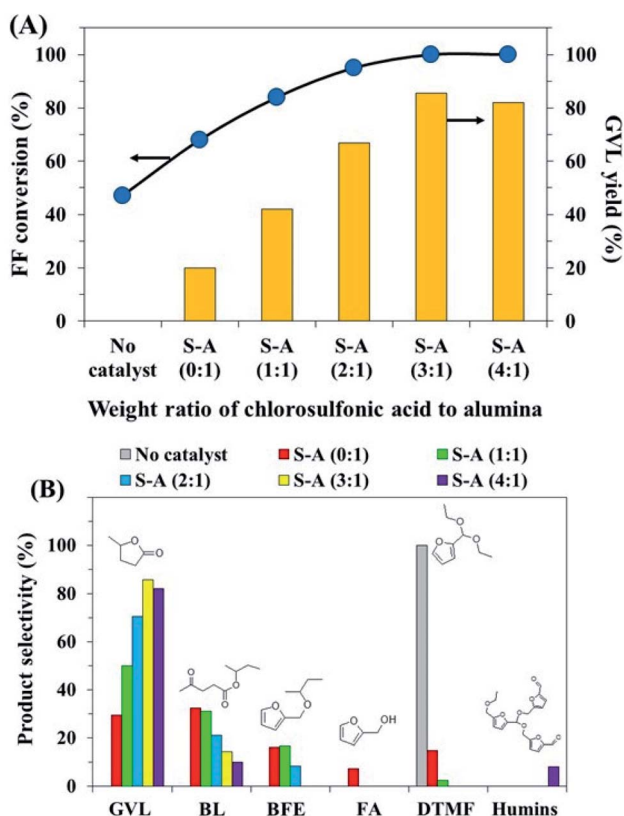 (A)
100
80
60
40
20
0
FF conversion (%)
100
80
60
40
20
0
GVL yield (%)
No S-A S-A S-A S-A S-A
catalyst (0:1) (1:1) (2:1) (3:1) (4:1)
Weight ratio of chlorosulfonic acid to alumina
No catalyst S-A (0:1) S-A (1:1)
S-A (2:1) S-A (3:1) S-A (4:1)
(B)
100
80
60
40
20
0
Product selectivity (%)
O
O
O
O
O
O
OH
O
O
O
O
O
O
O
O
O
O
O
O
GVL BL BFE FA DTMF Humins